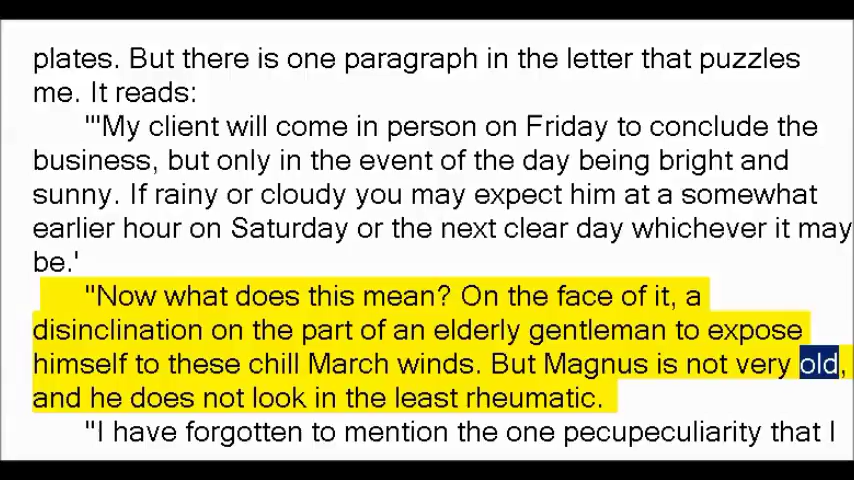 plates. But there is one paragraph in the letter that puzzles
me. It reads:
"'My client will come in person on Friday to conclude the
business, but only in the event of the day being bright and
sunny. If rainy or cloudy you may expect him at a somewhat
earlier hour on Saturday or the next clear day whichever it may
be.'
"Now what does this mean? On the face of it, a
disinclination on the part of an elderly gentleman to expose
himself to these chill March winds. But Magnus is not very old,
and he does not look in the least rheumatic.
"I have forgotten to mention the one pecupeculiarity that I